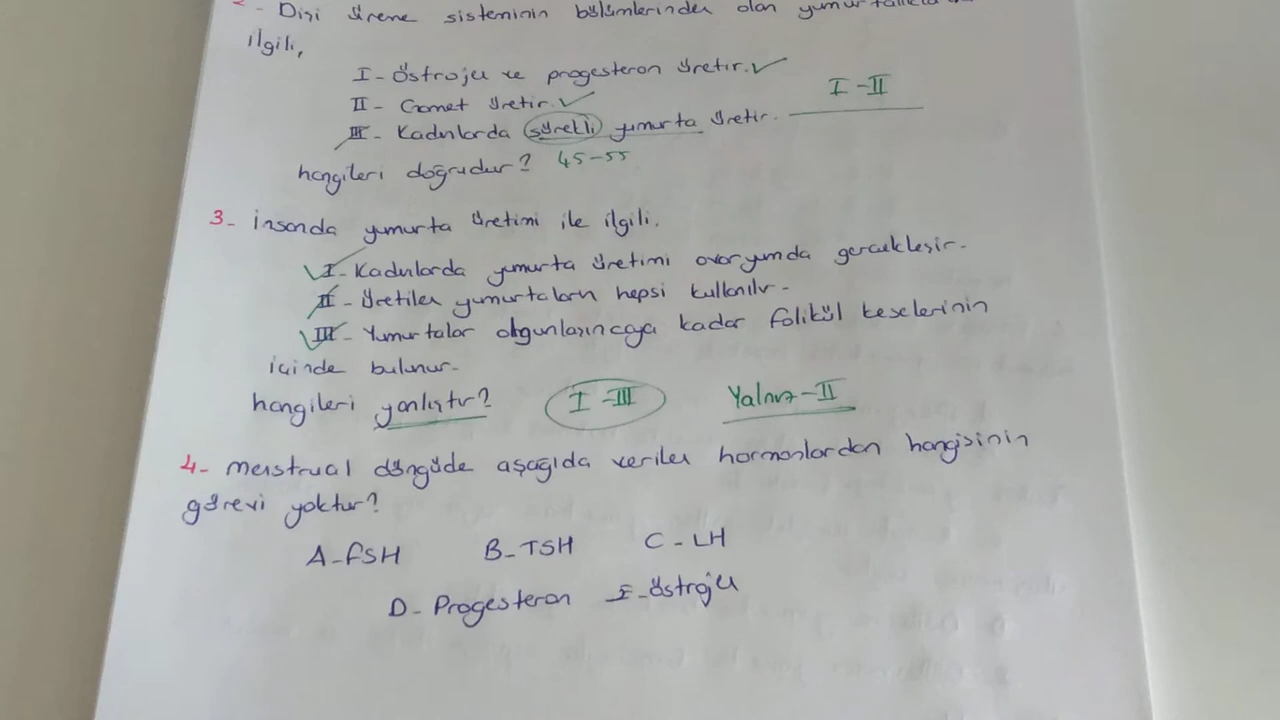 2 - Dişi üreme sisteminin bölümlerinden olan
ilgili,
I- Östrojen ve progesteron üretir. ✓
II- Gamet üretir. ✓
I - II
III- Kadınlarda sürekli yumurta üretir.
hangileri doğrudur? 45-55
3- İnsanda yumurta üretimi ile ilgili.
I- Kadınlarda yumurta üretimi ovaryumda gerçekleşir.
II- Üretilen yumurtaların hepsi kullanılır.
III- Yumurtalar olgunlaşıncaya kadar folikül keselerinin
içinde bulunur.
hangileri yanlıştır? I - III Yalnız - II
4- menstrual döngüde aşağıda verilen hormonlardan hangisinin
görevi yoktur?
A- FSH B- TSH C- LH
D- Progesteron E- Östrojen